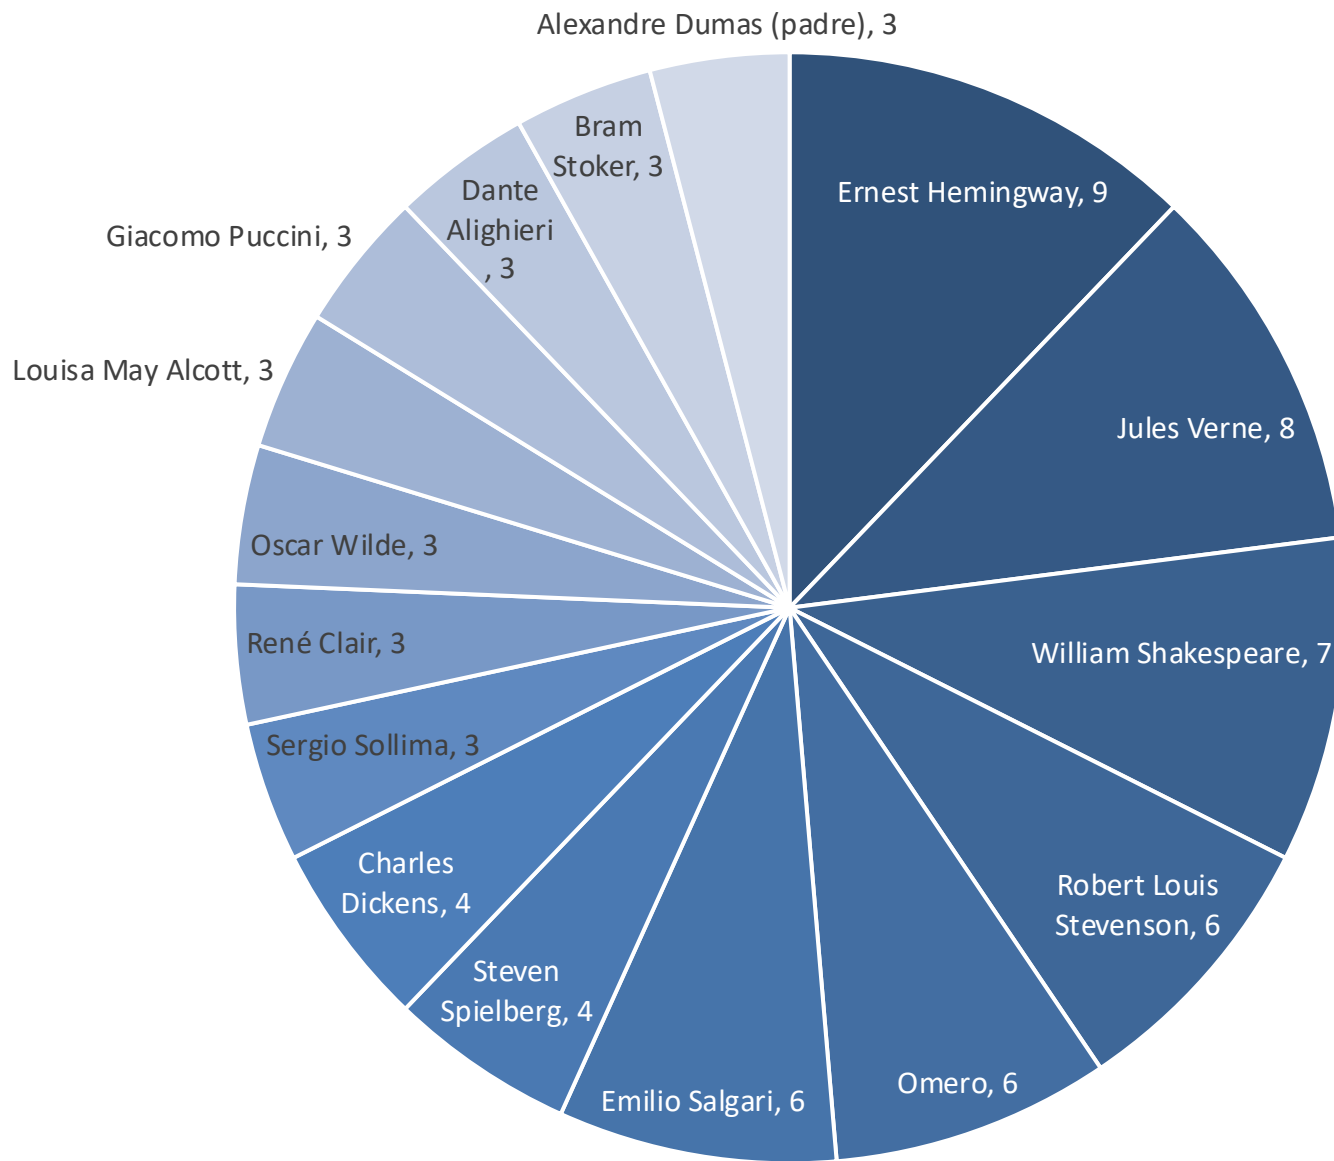 Alexandre Dumas (padre), 3
Bram
Stoker, 3
Ernest Hemingway, 9
Dante
Alighieri
, 3
Giacomo Puccini, 3
Louisa May Alcott, 3
Jules Verne, 8
Oscar Wilde, 3
René Clair, 3
William Shakespeare, 7
Sergio Sollima, 3
Charles
Dickens, 4
Robert Louis
Stevenson, 6
Steven
Spielberg, 4
Omero, 6
Emilio Salgari, 6